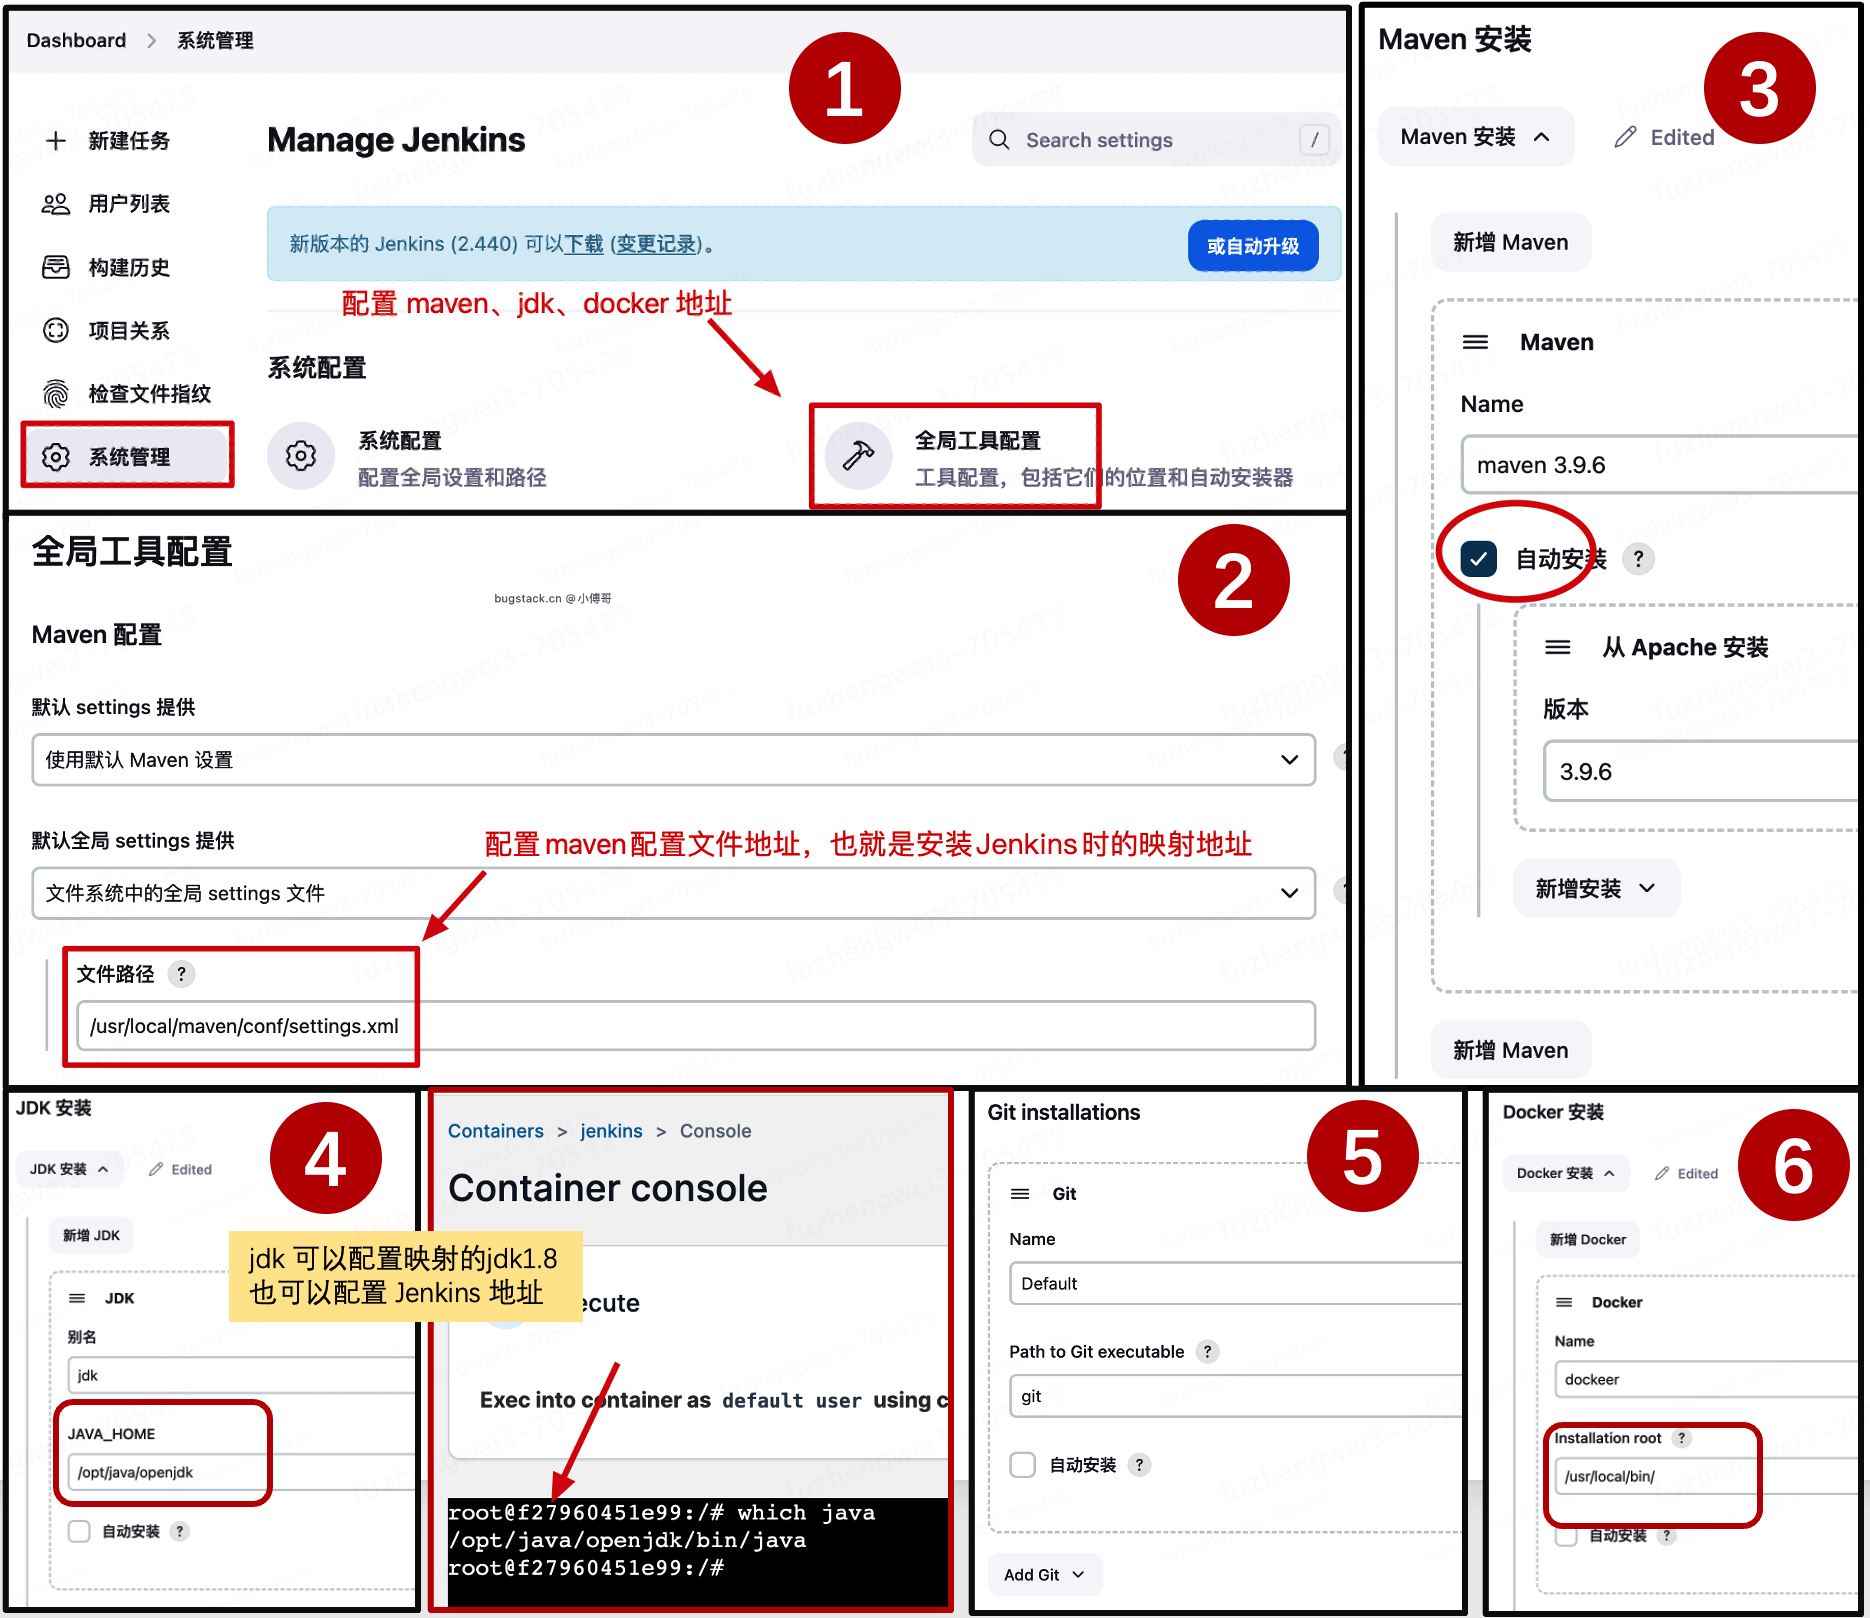 Dashboard > 系统管理
1
新建任务
用户列表
构建历史
项目关系
检查文件指纹
系统管理
Manage Jenkins
Search settings
/
新版本的 Jenkins (2.440) 可以下载 (变更记录)。
或自动升级
配置 maven、jdk、docker 地址
系统配置
系统配置
配置全局设置和路径
全局工具配置
工具配置，包括它们的位置和自动安装器
全局工具配置
2
bugstack.cn @小傅哥
Maven 配置
默认 settings 提供
使用默认 Maven 设置
默认全局 settings 提供
配置maven配置文件地址，也就是安装Jenkins时的映射地址
文件系统中的全局 settings 文件
文件路径 ?
/usr/local/maven/conf/settings.xml
Maven 安装
3
Maven 安装
Edited
新增 Maven
Maven
Name
maven 3.9.6
自动安装 ?
从 Apache 安装
版本
3.9.6
新增安装
新增 Maven
JDK 安装
4
JDK 安装
Edited
新增 JDK
JDK
别名
jdk
JAVA_HOME
/opt/java/openjdk
自动安装 ?
jdk 可以配置映射的jdk1.8
也可以配置 Jenkins 地址
Containers > jenkins > Console
Container console
ecute
Exec into container as default user using c
root@f27960451e99:/# which java
/opt/java/openjdk/bin/java
root@f27960451e99:/#
Git installations
5
Git
Name
Default
Path to Git executable ?
git
自动安装 ?
Add Git
Docker 安装
6
Docker 安装
Edited
新增 Docker
Docker
Name
dockeer
Installation root ?
/usr/local/bin/
自动安装 ?